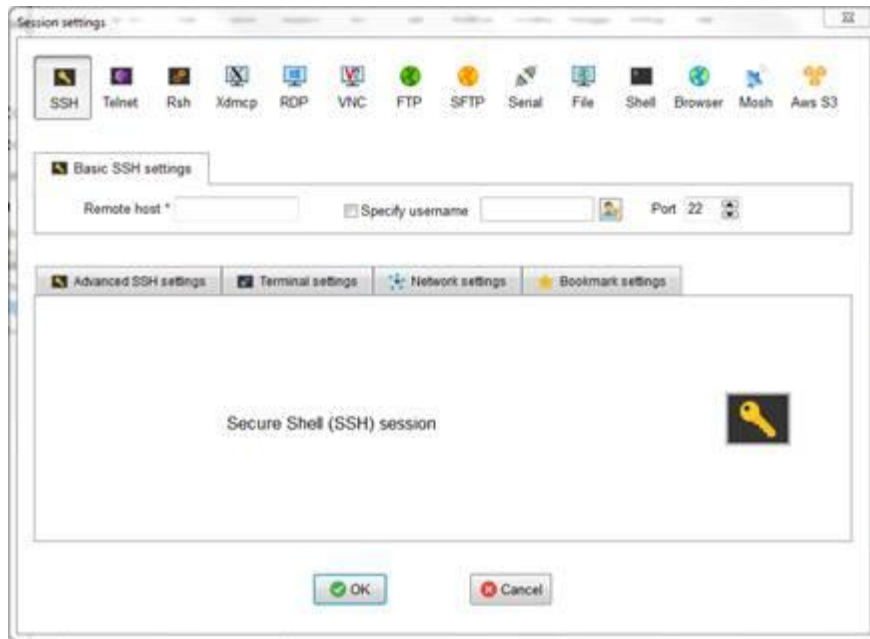 Session settings
SSH Telnet Rsh Xdmcp RDP VNC FTP SFTP Serial File Shell Browser Mosh Aws S3
Basic SSH settings
Remote host * Specify username Port 22
Advanced SSH settings Terminal settings Network settings Bookmark settings
Secure Shell (SSH) session
OK Cancel